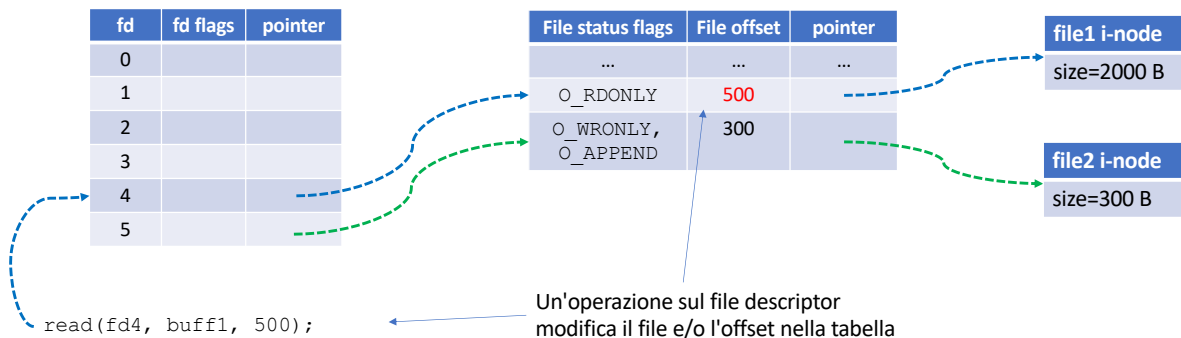 fd fd flags pointer
0
1
2
3
4
5
File status flags File offset pointer
... ... ...
O_RDONLY 500
O_WRONLY, 300
O_APPEND
file1 i-node
size=2000 B
file2 i-node
size=300 B
read(fd4, buff1, 500);
Un'operazione sul file descriptor
modifica il file e/o l'offset nella tabella